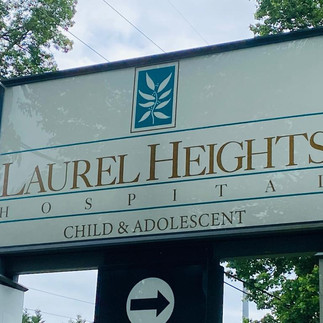 LAUREL HEIGHTS
HOSPITAL
CHILD & ADOLESCENT